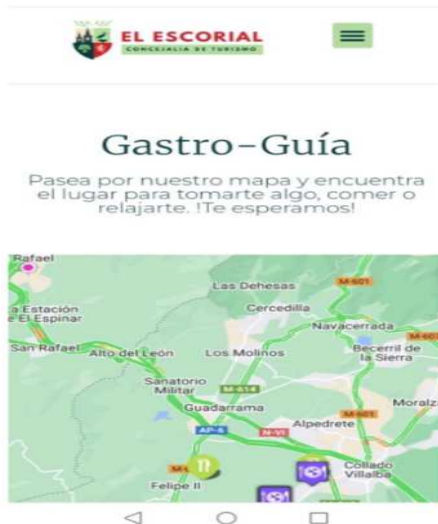 EL ESCORIAL
CONCEJALIA DE TURISMO
Gastro-Guía
Pasea por nuestro mapa y encuentra
el lugar para tomarte algo, comer o
relajarte. !Te esperamos!
Rafael
Las Dehesas
M-601
a Estación
e El Espinar
Cercedilla
Navacerrada
M-607
San Rafael
Alto del León
Los Molinos
Becerril de
la Sierra
Sanatorio
Militar
M-614
Guadarrama
M-601
Moralza
Alpedrete
AP-6
N-VI
Collado
Villalba
Felipe II